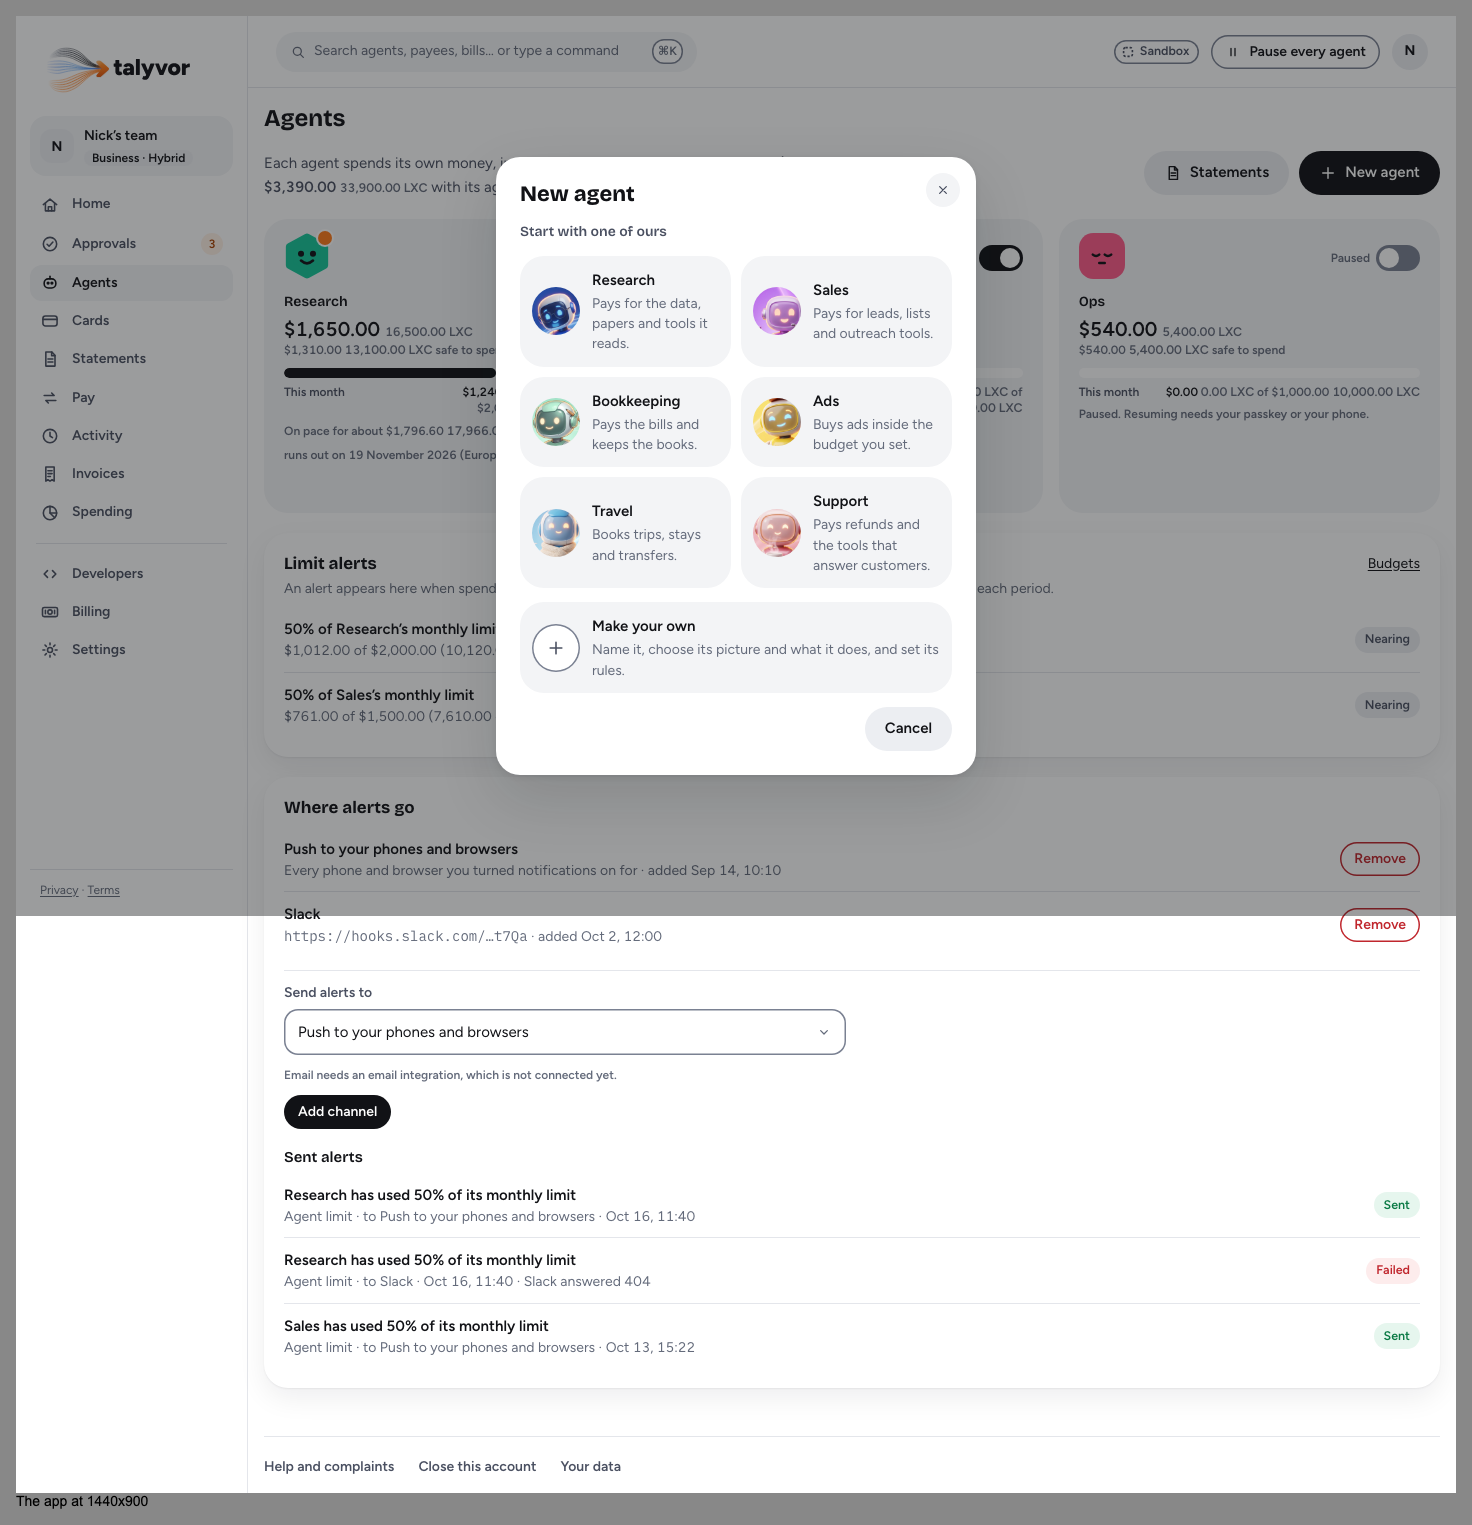 talyvor
Search agents, payees, bills… or type a command
⌘K
Sandbox
Pause every agent
N
N
Nick's team
Business · Hybrid
Home
Approvals
3
Agents
Cards
Statements
Pay
Activity
Invoices
Spending
Developers
Billing
Settings
Privacy · Terms
Agents
Each agent spends its own money,
$3,390.00 33,900.00 LXC with its
Statements
New agent
Research
$1,650.00 16,500.00 LXC
$1,310.00 13,100.00 LXC safe to
This month
On pace for about $1,796.60
runs out on 19 November 2026
LXC of
LXC
Paused
Ops
$540.00 5,400.00 LXC
$540.00 5,400.00 LXC safe to spend
This month $0.00 0.00 LXC of $1,000.00 10,000.00 LXC
Paused. Resuming needs your passkey or your phone.
New agent
Start with one of ours
Research
Pays for the data,
papers and tools it
reads.
Sales
Pays for leads, lists
and outreach tools.
Bookkeeping
Pays the bills and
keeps the books.
Ads
Buys ads inside the
budget you set.
Travel
Books trips, stays
and transfers.
Support
Pays refunds and
the tools that
answer customers.
Make your own
Name it, choose its picture and what it does, and set its
rules.
Cancel
Limit alerts
Budgets
An alert appears here when
each period.
50% of Research's monthly
$1,012.00 of $2,000.00
Nearing
50% of Sales's monthly limit
$761.00 of $1,500.00 (7,610.00
Nearing
Where alerts go
Push to your phones and browsers
Every phone and browser you turned notifications on for · added Sep 14, 10:10
Remove
Slack
https://hooks.slack.com/…t7Qa · added Oct 2, 12:00
Remove
Send alerts to
Push to your phones and browsers
Email needs an email integration, which is not connected yet.
Add channel
Sent alerts
Research has used 50% of its monthly limit
Agent limit · to Push to your phones and browsers · Oct 16, 11:40
Sent
Research has used 50% of its monthly limit
Agent limit · to Slack · Oct 16, 11:40 · Slack answered 404
Failed
Sales has used 50% of its monthly limit
Agent limit · to Push to your phones and browsers · Oct 13, 15:22
Sent
Help and complaints
Close this account
Your data
The app at 1440x900